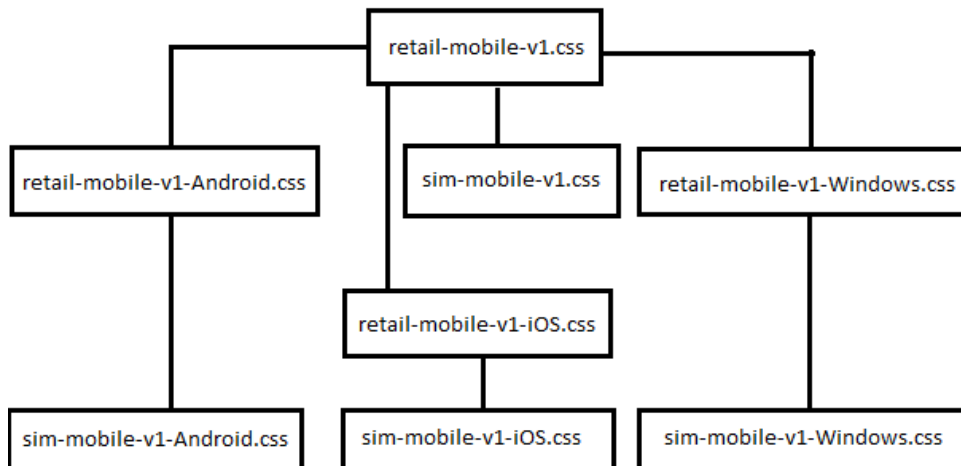 retail-mobile-v1.css
retail-mobile-v1-Android.css
sim-mobile-v1.css
retail-mobile-v1-Windows.css
retail-mobile-v1-iOS.css
sim-mobile-v1-Android.css
sim-mobile-v1-iOS.css
sim-mobile-v1-Windows.css